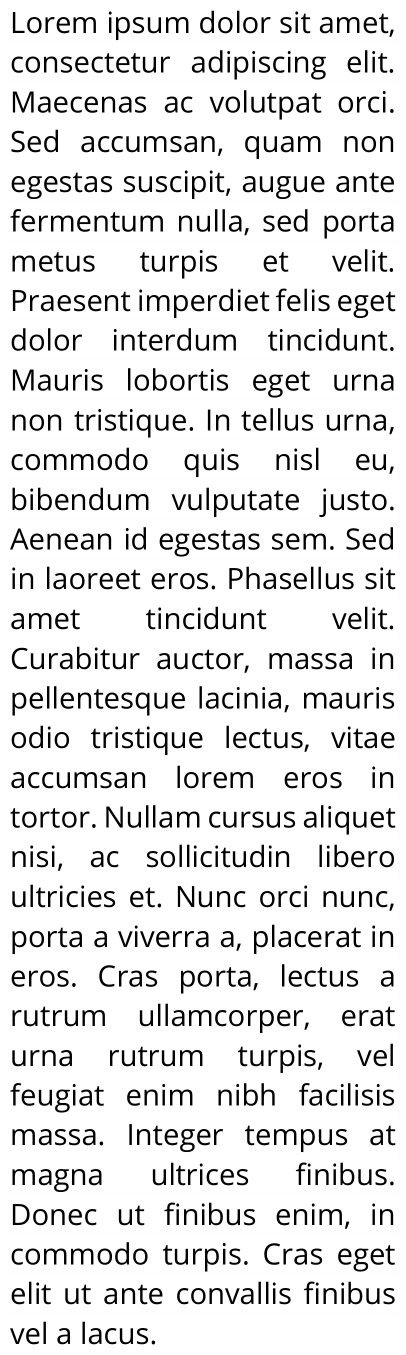 Lorem ipsum dolor sit amet,
consectetur adipiscing elit.
Maecenas ac volutpat orci.
Sed accumsan, quam non
egestas suscipit, augue ante
fermentum nulla, sed porta
metus turpis et velit.
Praesent imperdiet felis eget
dolor interdum tincidunt.
Mauris lobortis eget urna
non tristique. In tellus urna,
commodo quis nisl eu,
bibendum vulputate justo.
Aenean id egestas sem. Sed
in laoreet eros. Phasellus sit
amet tincidunt velit.
Curabitur auctor, massa in
pellentesque lacinia, mauris
odio tristique lectus, vitae
accumsan lorem eros in
tortor. Nullam cursus aliquet
nisi, ac sollicitudin libero
ultricies et. Nunc orci nunc,
porta a viverra a, placerat in
eros. Cras porta, lectus a
rutrum ullamcorper, erat
urna rutrum turpis, vel
feugiat enim nibh facilisis
massa. Integer tempus at
magna ultrices finibus.
Donec ut finibus enim, in
commodo turpis. Cras eget
elit ut ante convallis finibus
vel a lacus.